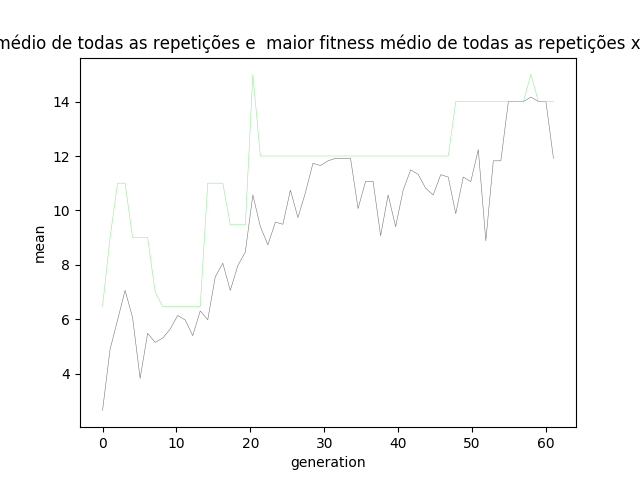 médio de todas as repetições e  maior fitness médio de todas as repetições x
14
12
10
8
6
4
mean
0 10 20 30 40 50 60
generation